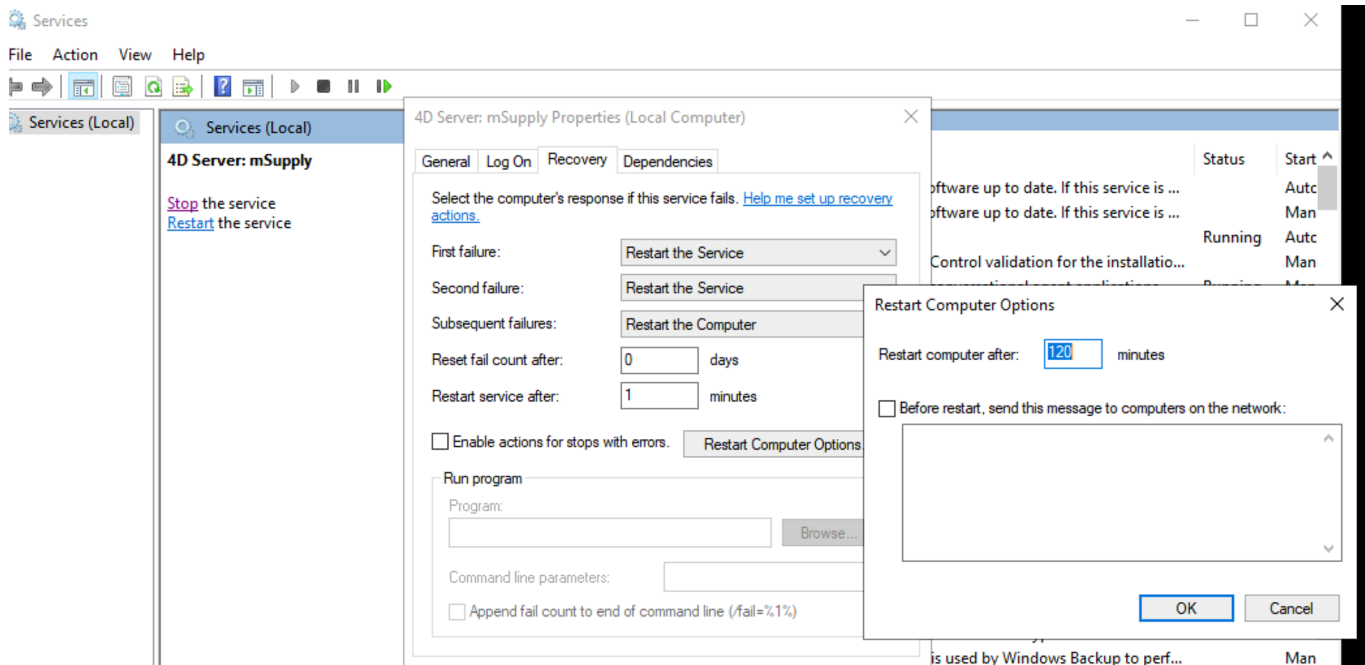 Services
File Action View Help
Services (Local)
Services (Local)
4D Server: mSupply
Stop the service
Restart the service
4D Server: mSupply Properties (Local Computer)
General Log On Recovery Dependencies
Select the computer's response if this service fails. Help me set up recovery
actions.
First failure: Restart the Service
Second failure: Restart the Service
Subsequent failures: Restart the Computer
Reset fail count after: 0 days
Restart service after: 1 minutes
Enable actions for stops with errors. Restart Computer Options
Run program
Program:
Browse...
Command line parameters:
Append fail count to end of command line (/fail=%1%)
Status Start
software up to date. If this service is ... Autc
software up to date. If this service is ... Man
Running Autc
Control validation for the installatio... Man
Restart Computer Options
Restart computer after: 120 minutes
Before restart, send this message to computers on the network:
OK Cancel
is used by Windows Backup to perf... Man